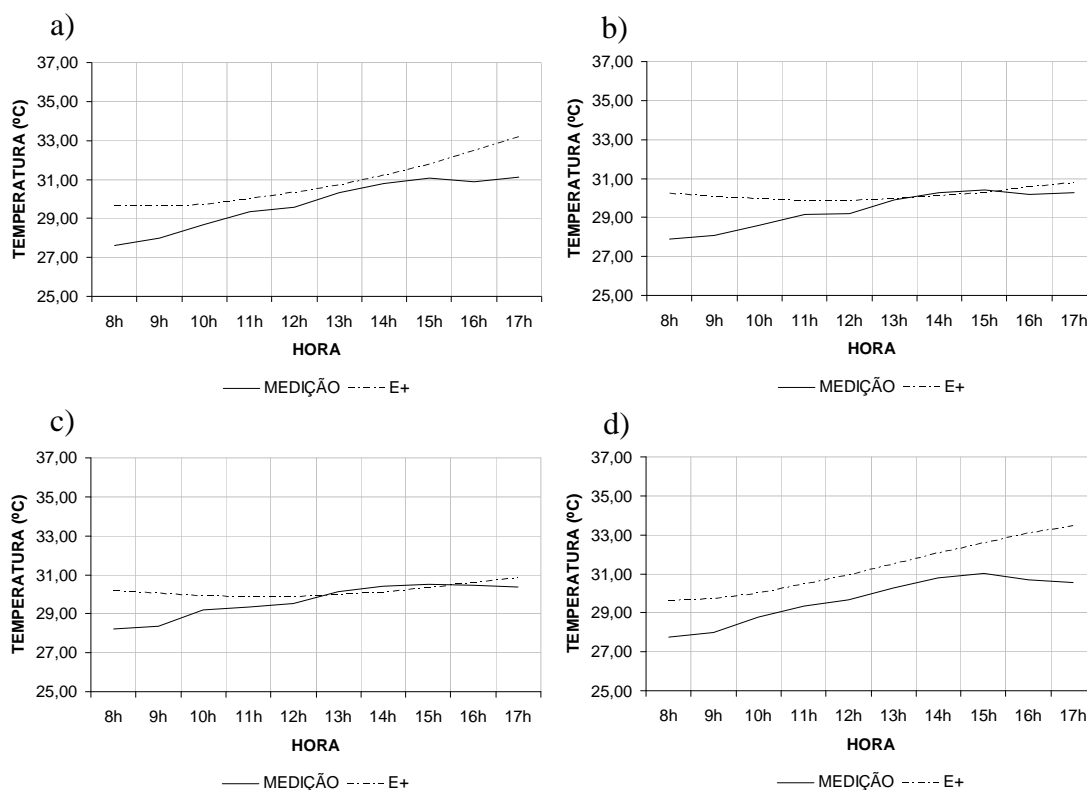 a)
37,00
35,00
33,00
31,00
29,00
27,00
25,00
TEMPERATURA (ºC)
8h 9h 10h 11h 12h 13h 14h 15h 16h 17h
HORA
MEDIÇÃO E+
b)
37,00
35,00
33,00
31,00
29,00
27,00
25,00
TEMPERATURA (ºC)
8h 9h 10h 11h 12h 13h 14h 15h 16h 17h
HORA
MEDIÇÃO E+
c)
37,00
35,00
33,00
31,00
29,00
27,00
25,00
TEMPERATURA (ºC)
8h 9h 10h 11h 12h 13h 14h 15h 16h 17h
HORA
MEDIÇÃO E+
d)
37,00
35,00
33,00
31,00
29,00
27,00
25,00
TEMPERATURA (ºC)
8h 9h 10h 11h 12h 13h 14h 15h 16h 17h
HORA
MEDIÇÃO E+